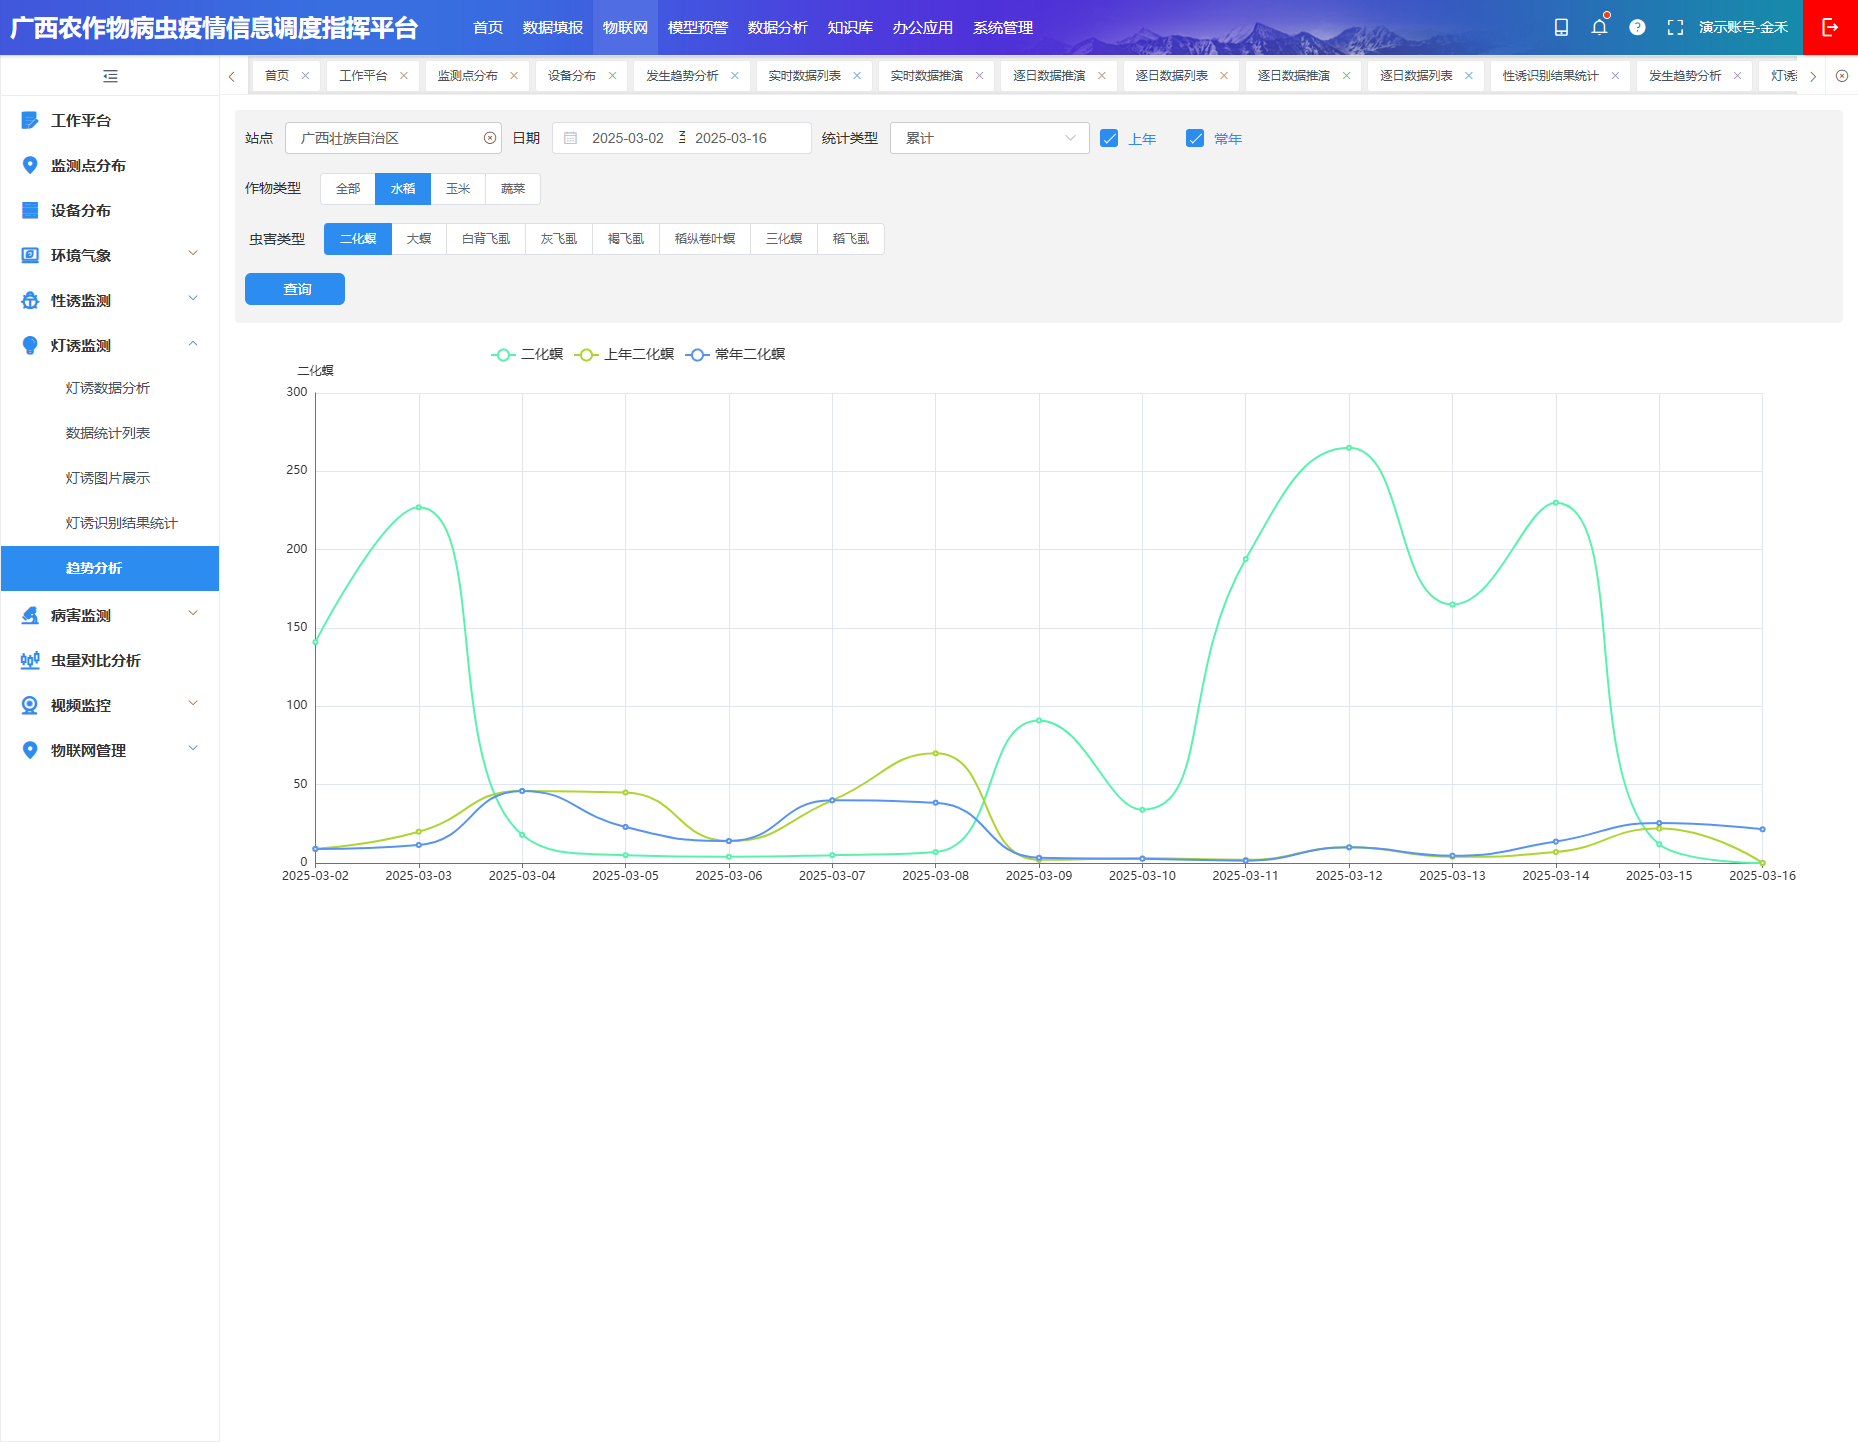 广西农作物病虫疫情信息调度指挥平台
首页 数据填报 物联网 模型预警 数据分析 知识库 办公应用 系统管理
演示账号-金禾
首页 工作平台 监测点分布 设备分布 发生趋势分析 实时数据列表 实时数据推演 逐日数据推演 逐日数据列表 逐日数据推演 逐日数据列表 性诱识别结果统计 发生趋势分析 灯诱
工作平台
监测点分布
设备分布
环境气象
性诱监测
灯诱监测
灯诱数据分析
数据统计列表
灯诱图片展示
灯诱识别结果统计
趋势分析
病害监测
虫量对比分析
视频监控
物联网管理
站点 广西壮族自治区 日期 2025-03-02 至 2025-03-16 统计类型 累计 上年 常年
作物类型 全部 水稻 玉米 蔬菜
虫害类型 二化螟 大螟 白背飞虱 灰飞虱 褐飞虱 稻纵卷叶螟 三化螟 稻飞虱
查询
二化螟 上年二化螟 常年二化螟
二化螟
300
250
200
150
100
50
0
2025-03-02 2025-03-03 2025-03-04 2025-03-05 2025-03-06 2025-03-07 2025-03-08 2025-03-09 2025-03-10 2025-03-11 2025-03-12 2025-03-13 2025-03-14 2025-03-15 2025-03-16